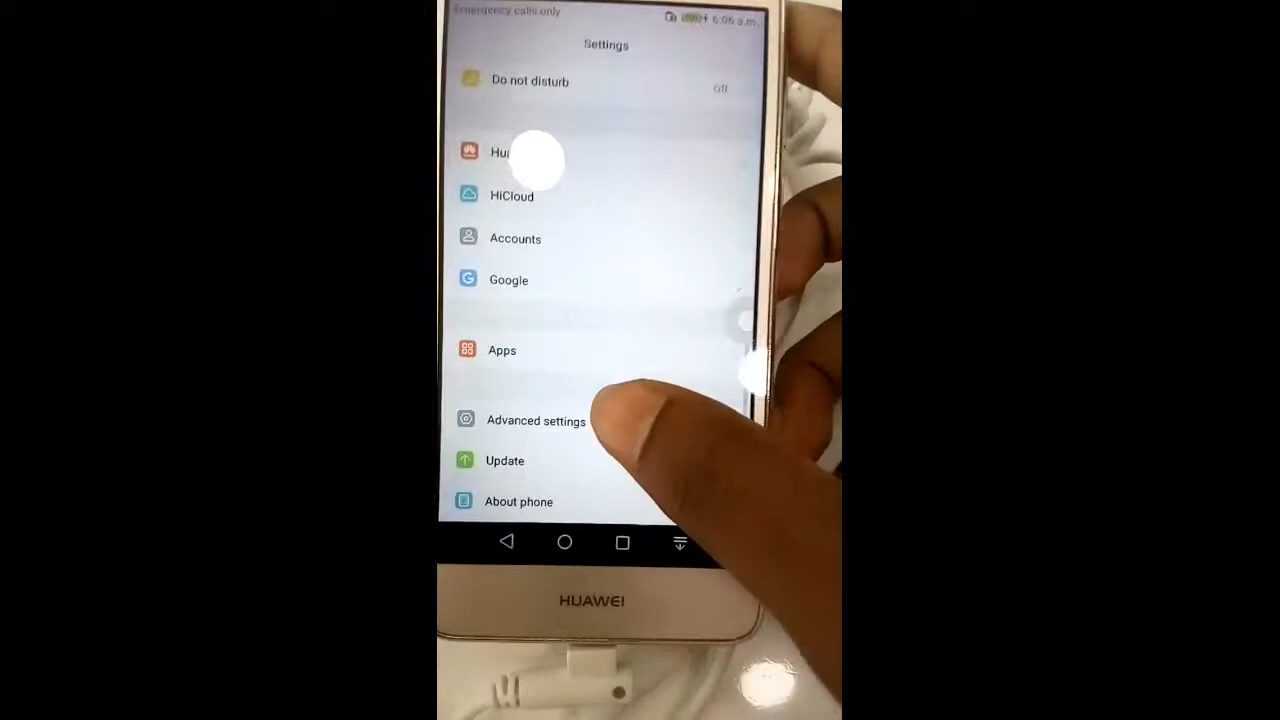 Emergency calls only
6:06 a.m.
Settings
Do not disturb
Off
HiCloud
Accounts
Google
Apps
Advanced settings
Update
About phone
HUAWEI